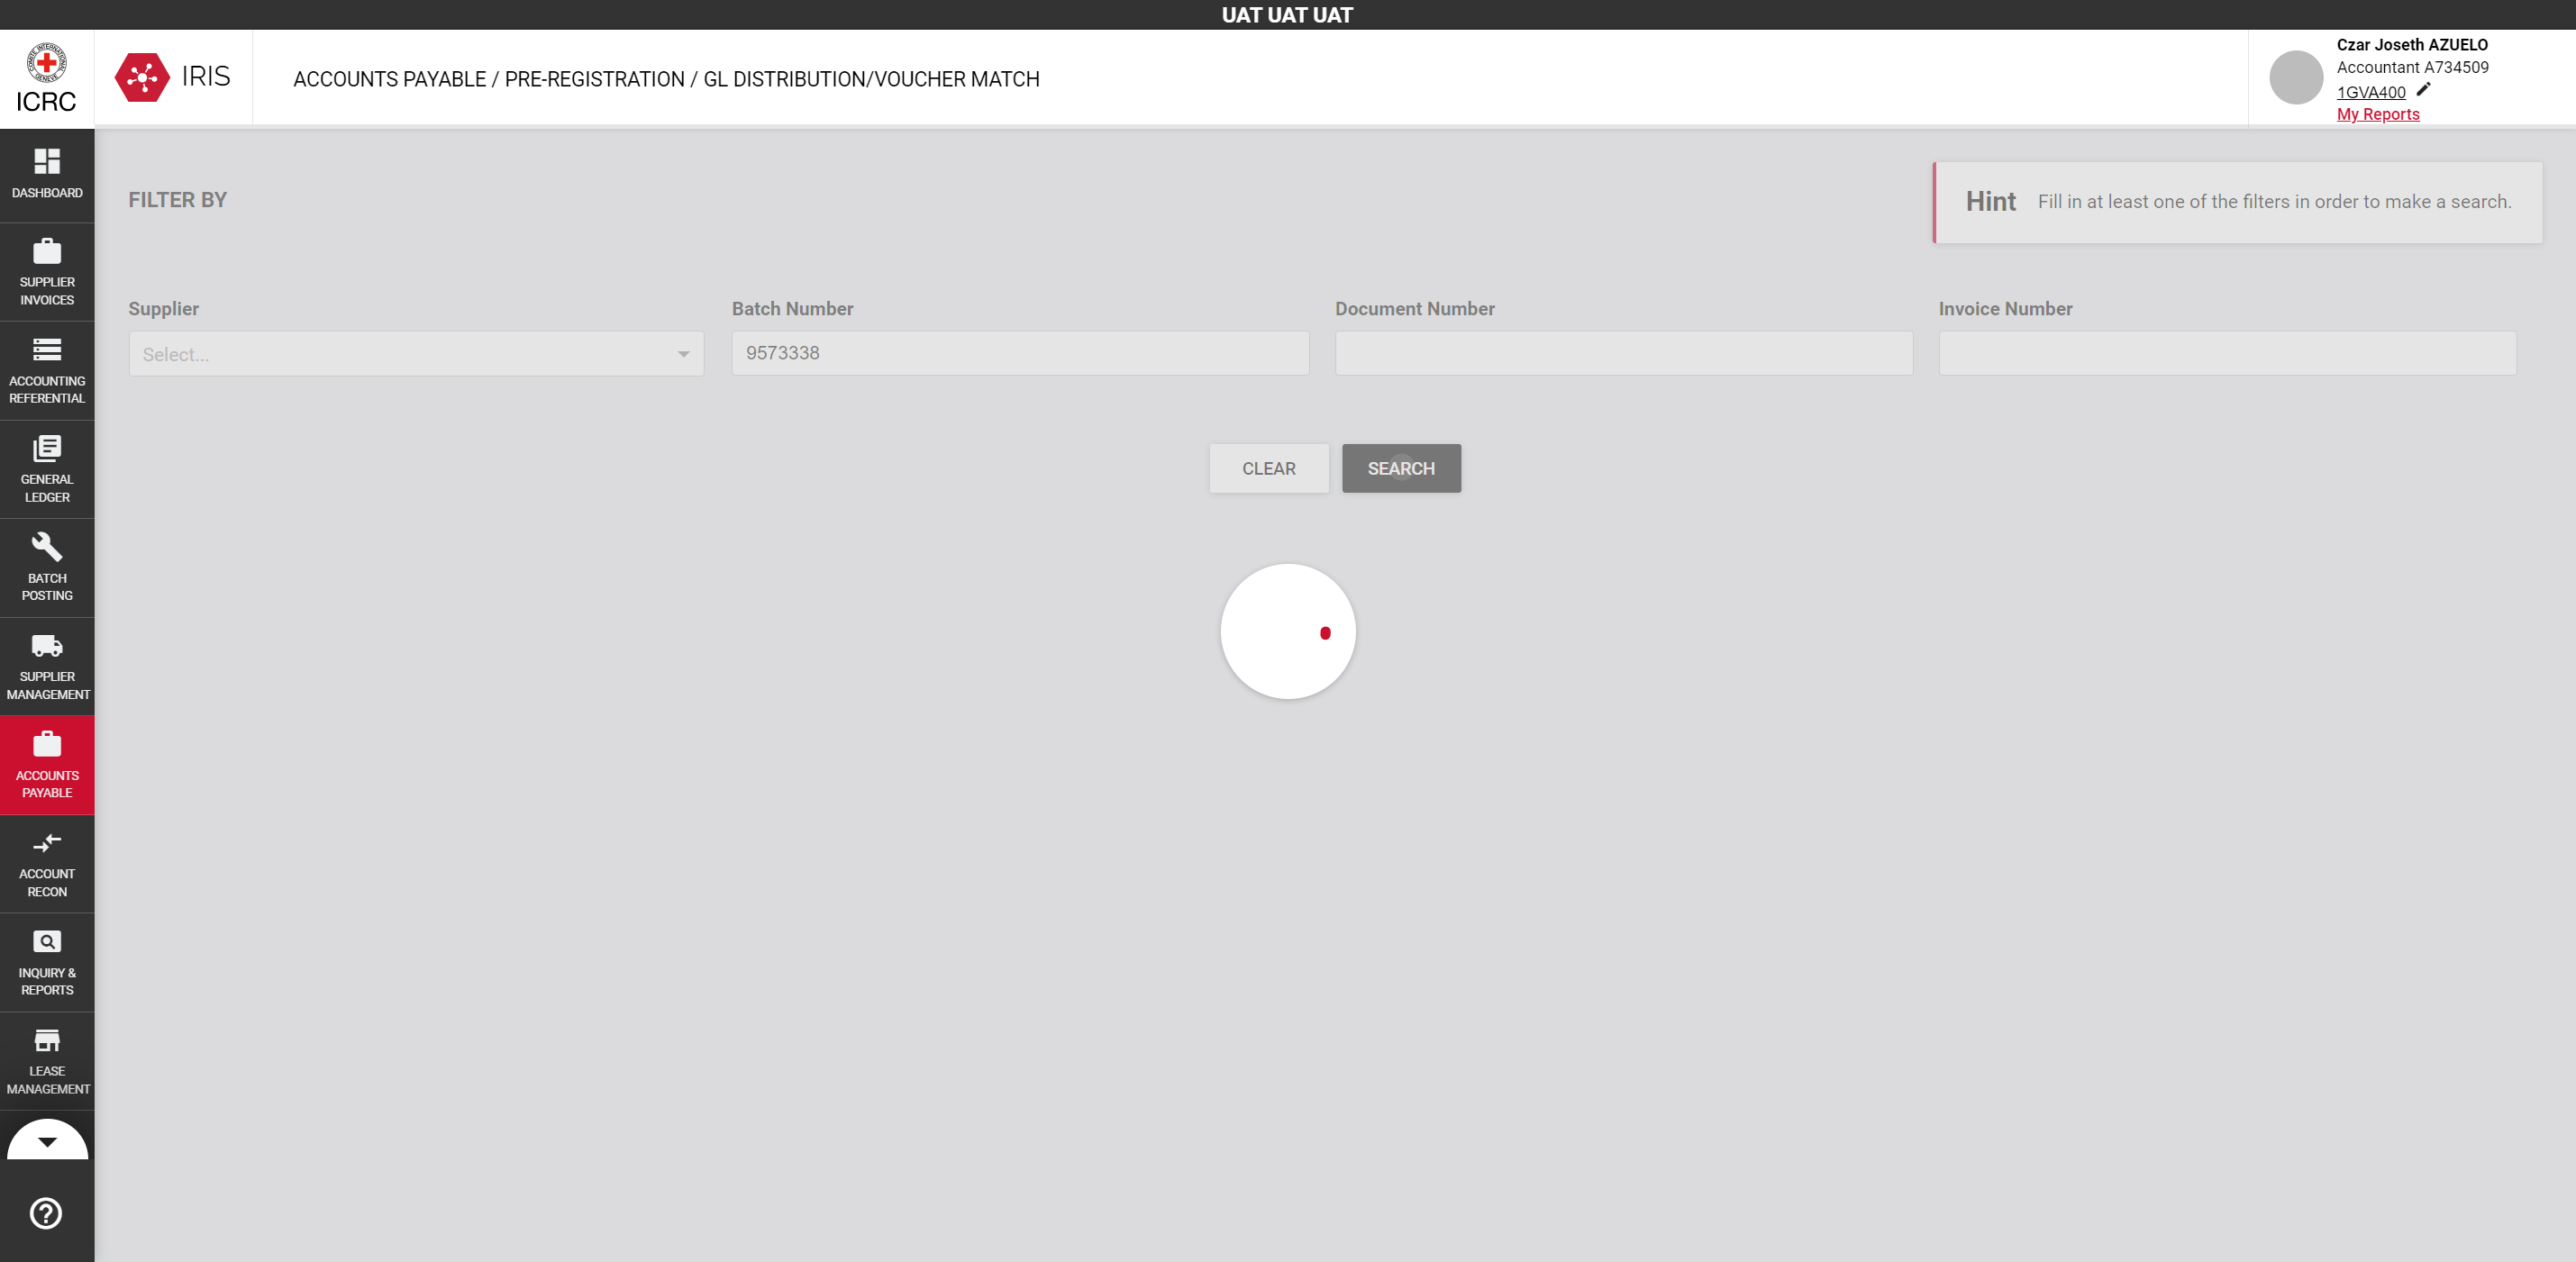 UAT UAT UAT
ICRC
IRIS
ACCOUNTS PAYABLE / PRE-REGISTRATION / GL DISTRIBUTION/VOUCHER MATCH
Czar Joseth AZUELO
Accountant A734509
1GVA400
My Reports
DASHBOARD
SUPPLIER
INVOICES
ACCOUNTING
REFERENTIAL
GENERAL
LEDGER
BATCH
POSTING
SUPPLIER
MANAGEMENT
ACCOUNTS
PAYABLE
ACCOUNT
RECON
INQUIRY &
REPORTS
LEASE
MANAGEMENT
FILTER BY
Hint Fill in at least one of the filters in order to make a search.
Supplier
Batch Number
Document Number
Invoice Number
Select...
9573338
CLEAR
SEARCH